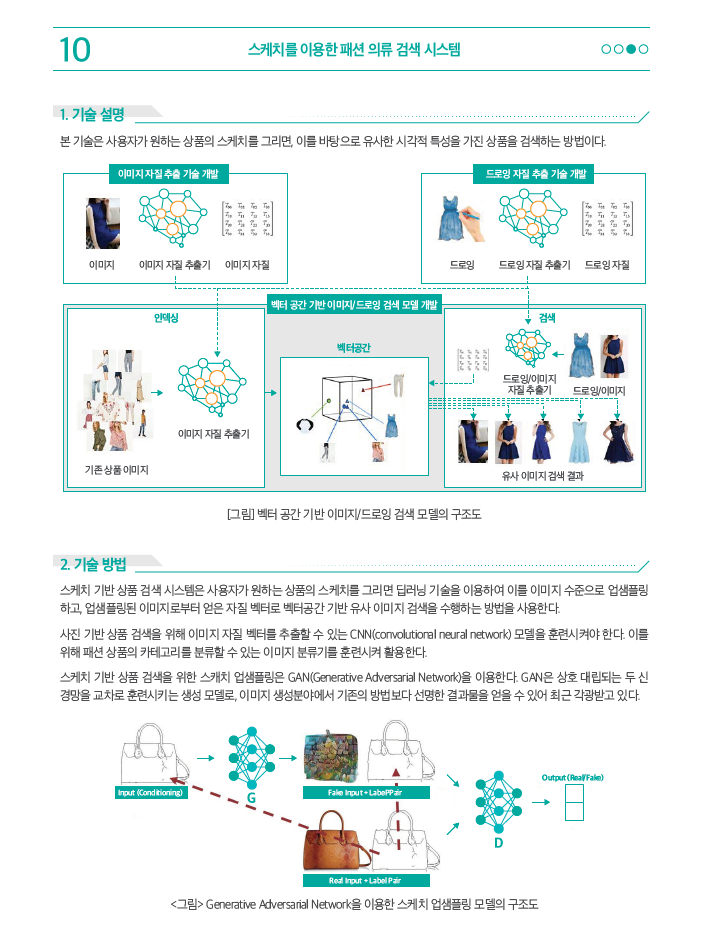 10
스케치를 이용한 패션 의류 검색 시스템
1. 기술 설명
본 기술은 사용자가 원하는 상품의 스케치를 그리면, 이를 바탕으로 유사한 시각적 특성을 가진 상품을 검색하는 방법이다.
이미지 자질 추출 기술 개발
이미지
이미지 자질 추출기
이미지 자질
드로잉 자질 추출 기술 개발
드로잉
드로잉 자질 추출기
드로잉 자질
벡터 공간 기반 이미지/드로잉 검색 모델 개발
인덱싱
기존 상품 이미지
이미지 자질 추출기
벡터공간
검색
드로잉/이미지
자질 추출기
드로잉/이미지
유사 이미지 검색 결과
[그림] 벡터 공간 기반 이미지/드로잉 검색 모델의 구조도
2. 기술 방법
스케치 기반 상품 검색 시스템은 사용자가 원하는 상품의 스케치를 그리면 딥러닝 기술을 이용하여 이를 이미지 수준으로 업샘플링
하고, 업샘플링된 이미지로부터 얻은 자질 벡터로 벡터공간 기반 유사 이미지 검색을 수행하는 방법을 사용한다.
사진 기반 상품 검색을 위해 이미지 자질 벡터를 추출할 수 있는 CNN(convolutional neural network) 모델을 훈련시켜야 한다. 이를
위해 패션 상품의 카테고리를 분류할 수 있는 이미지 분류기를 훈련시켜 활용한다.
스케치 기반 상품 검색을 위한 스캐치 업샘플링은 GAN(Generative Adversarial Network)을 이용한다. GAN은 상호 대립되는 두 신
경망을 교차로 훈련시키는 생성 모델로, 이미지 생성분야에서 기존의 방법보다 선명한 결과물을 얻을 수 있어 최근 각광받고 있다.
Input (Conditioning)
G
Fake Input + LabePPair
Real Input + Label Pair
D
Output (Real/Fake)
<그림> Generative Adversarial Network을 이용한 스케치 업샘플링 모델의 구조도